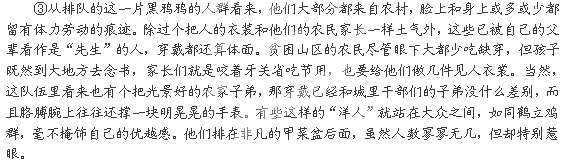 ③从排队的这一片黑鸦鸦的人群看来，他们大部分都来自农村，脸上和身上或多或少都
留有体力劳动的痕迹。除过个把人的衣裳和他们的农民家长一样土气外，这些已被自己的父
辈看作是“先生”的人，穿戴都还算体面。贫困山区的农民尽管眼下大都少吃缺穿，但孩子
既然到大地方去念书，家长们就是咬着牙关省吃节用，也要给他们做几件见人衣裳。当然，
这队伍里看来也有个把光景好的农家子弟，那穿戴已经和城里干部们的子弟没什么差别，而
且胳膊腕上往往还撑一块明晃晃的手表。有些这样的“洋人”就站在大众之间，如同鹤立鸡
群，毫不掩饰自己的优越感。他们排在非凡的甲菜盆后面，虽然人数寥寥无几，但却特别惹
眼。